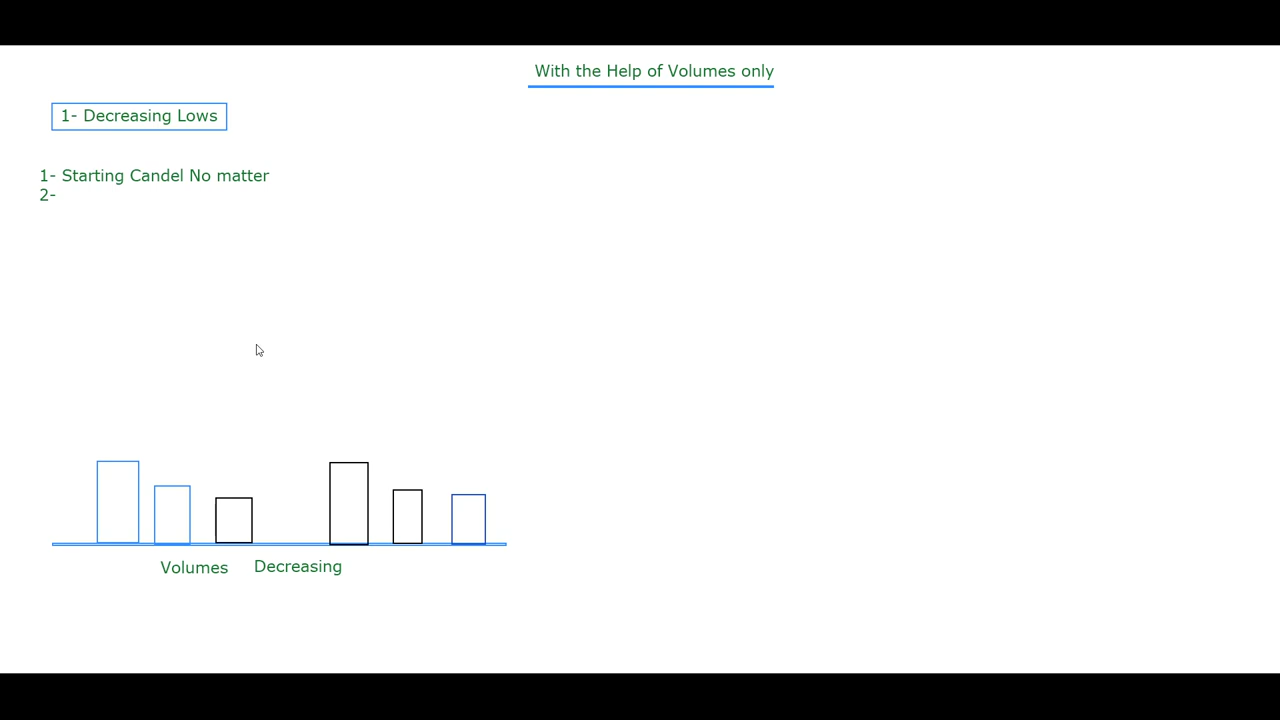 With the Help of Volumes only
1- Decreasing Lows
1- Starting Candel No matter
2-
Volumes Decreasing